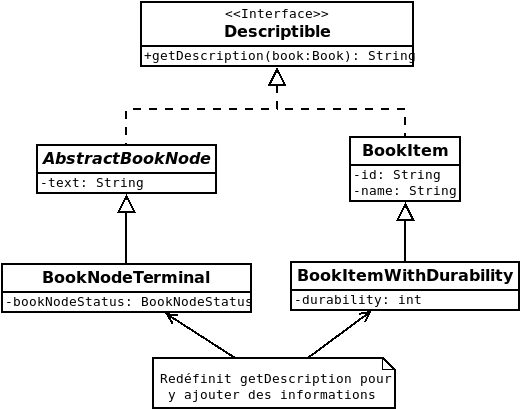 <<Interface>>
Descriptible
+getDescription(book:Book): String
AbstractBookNode
-text: String
BookItem
-id: String
-name: String
BookNodeTerminal
-bookNodeStatus: BookNodeStatus
BookItemWithDurability
-durability: int
Redéfinit getDescription pour
y ajouter des informations